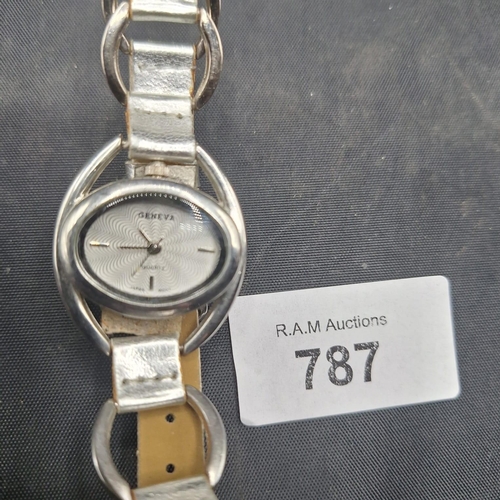 GENEVA
QUARTZ
R.A.M Auctions
787